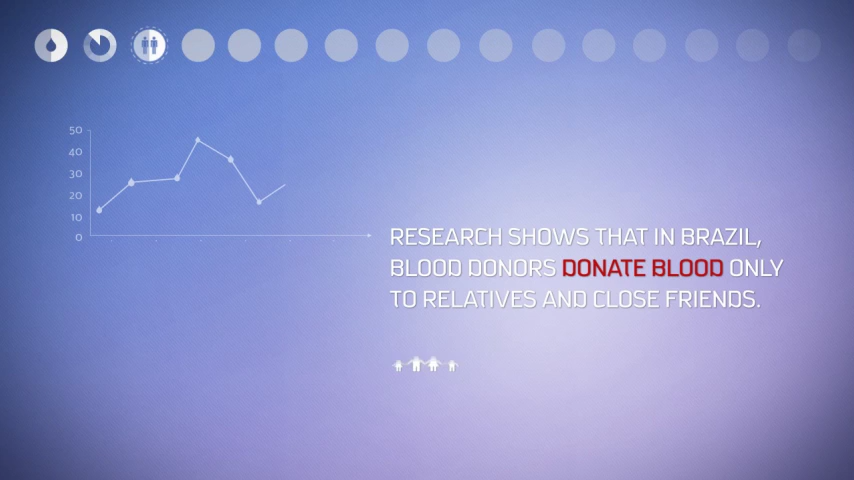 50
40
30
20
10
0
RESEARCH SHOWS THAT IN BRAZIL,
BLOOD DONORS DONATE BLOOD ONLY
TO RELATIVES AND CLOSE FRIENDS.